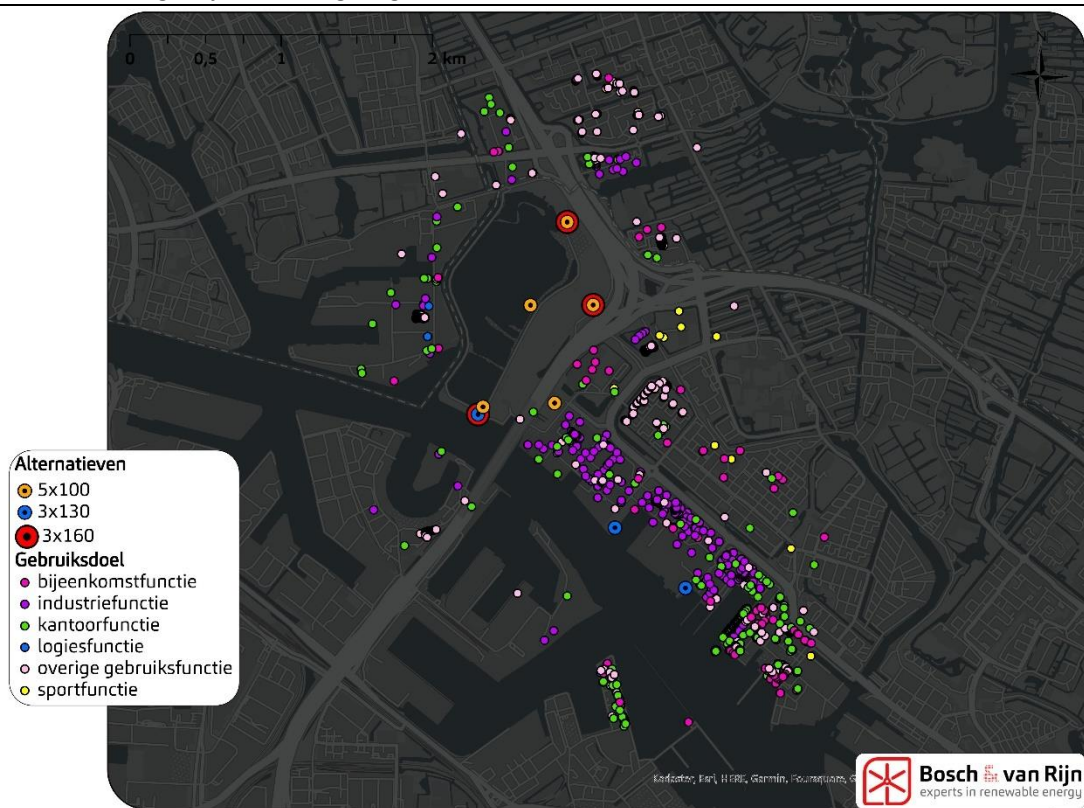 0 0,5 1 2 km
N
Alternatieven
5x100
3x130
3x160
Gebruiksdoel
bijeenkomstfunctie
industriefunctie
kantoorfunctie
logiesfunctie
overige gebruiksfunctie
sportfunctie
Kadaster, Esri, HERE, Garmin, Foursquare, G
Bosch & van Rijn
experts in renewable energy